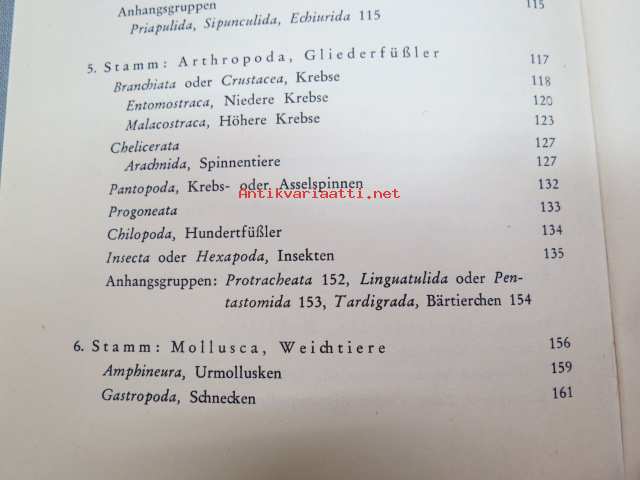 Anhangsgruppen 115
Priapulida, Sipunculida, Echiurida 115
5. Stamm: Arthropoda, Gliederfüßler 117
Branchiata oder Crustacea, Krebse 118
Entomostraca, Niedere Krebse 120
Malacostraca, Höhere Krebse 123
Chelicerata 127
Arachnida, Spinnentiere 127
Pantopoda, Krebs- oder Asselspinnen 132
Antikvariaatti.net
Progoneata 133
Chilopoda, Hundertfüßler 134
Insecta oder Hexapoda, Insekten 135
Anhangsgruppen: Protracheata 152, Linguatulida oder Pen-
tastomida 153, Tardigrada, Bärtierchen 154
6. Stamm: Mollusca, Weichtiere 156
Amphineura, Urmollusken 159
Gastropoda, Schnecken 161